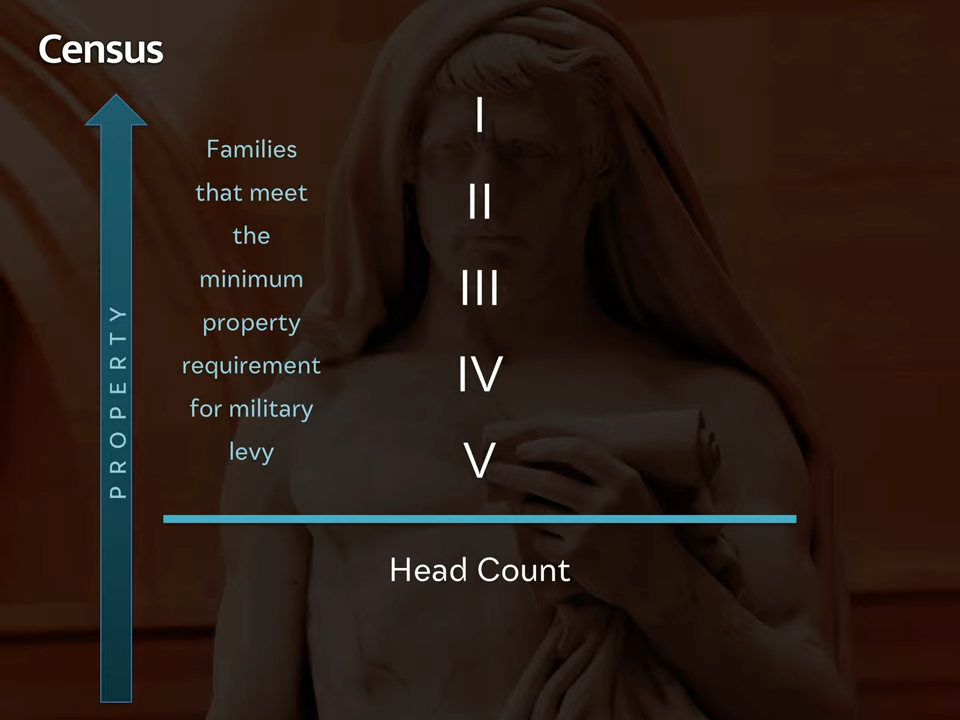 Census
PROPERTY
Families
that meet
the
minimum
property
requirement
for military
levy
I
II
III
IV
V
Head Count